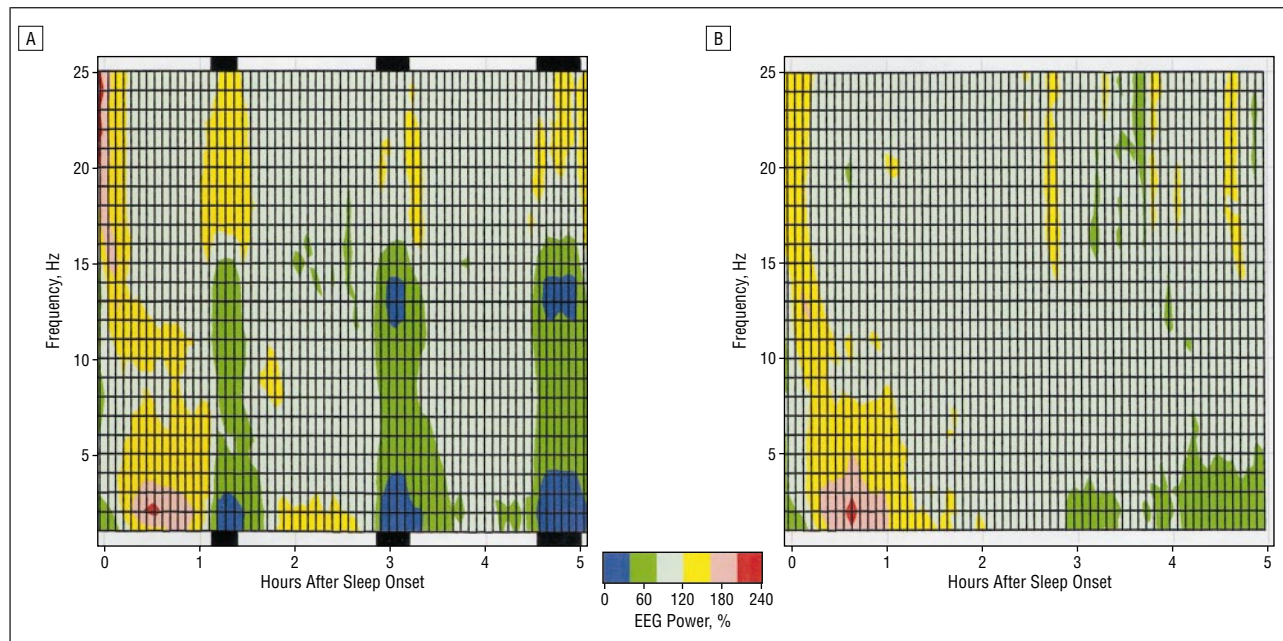 A
B
25
20
15
10
5
Frequency, Hz
0 1 2 3 4 5
Hours After Sleep Onset
25
20
15
10
5
Frequency, Hz
0 1 2 3 4 5
Hours After Sleep Onset
0 60 120 180 240
EEG Power, %